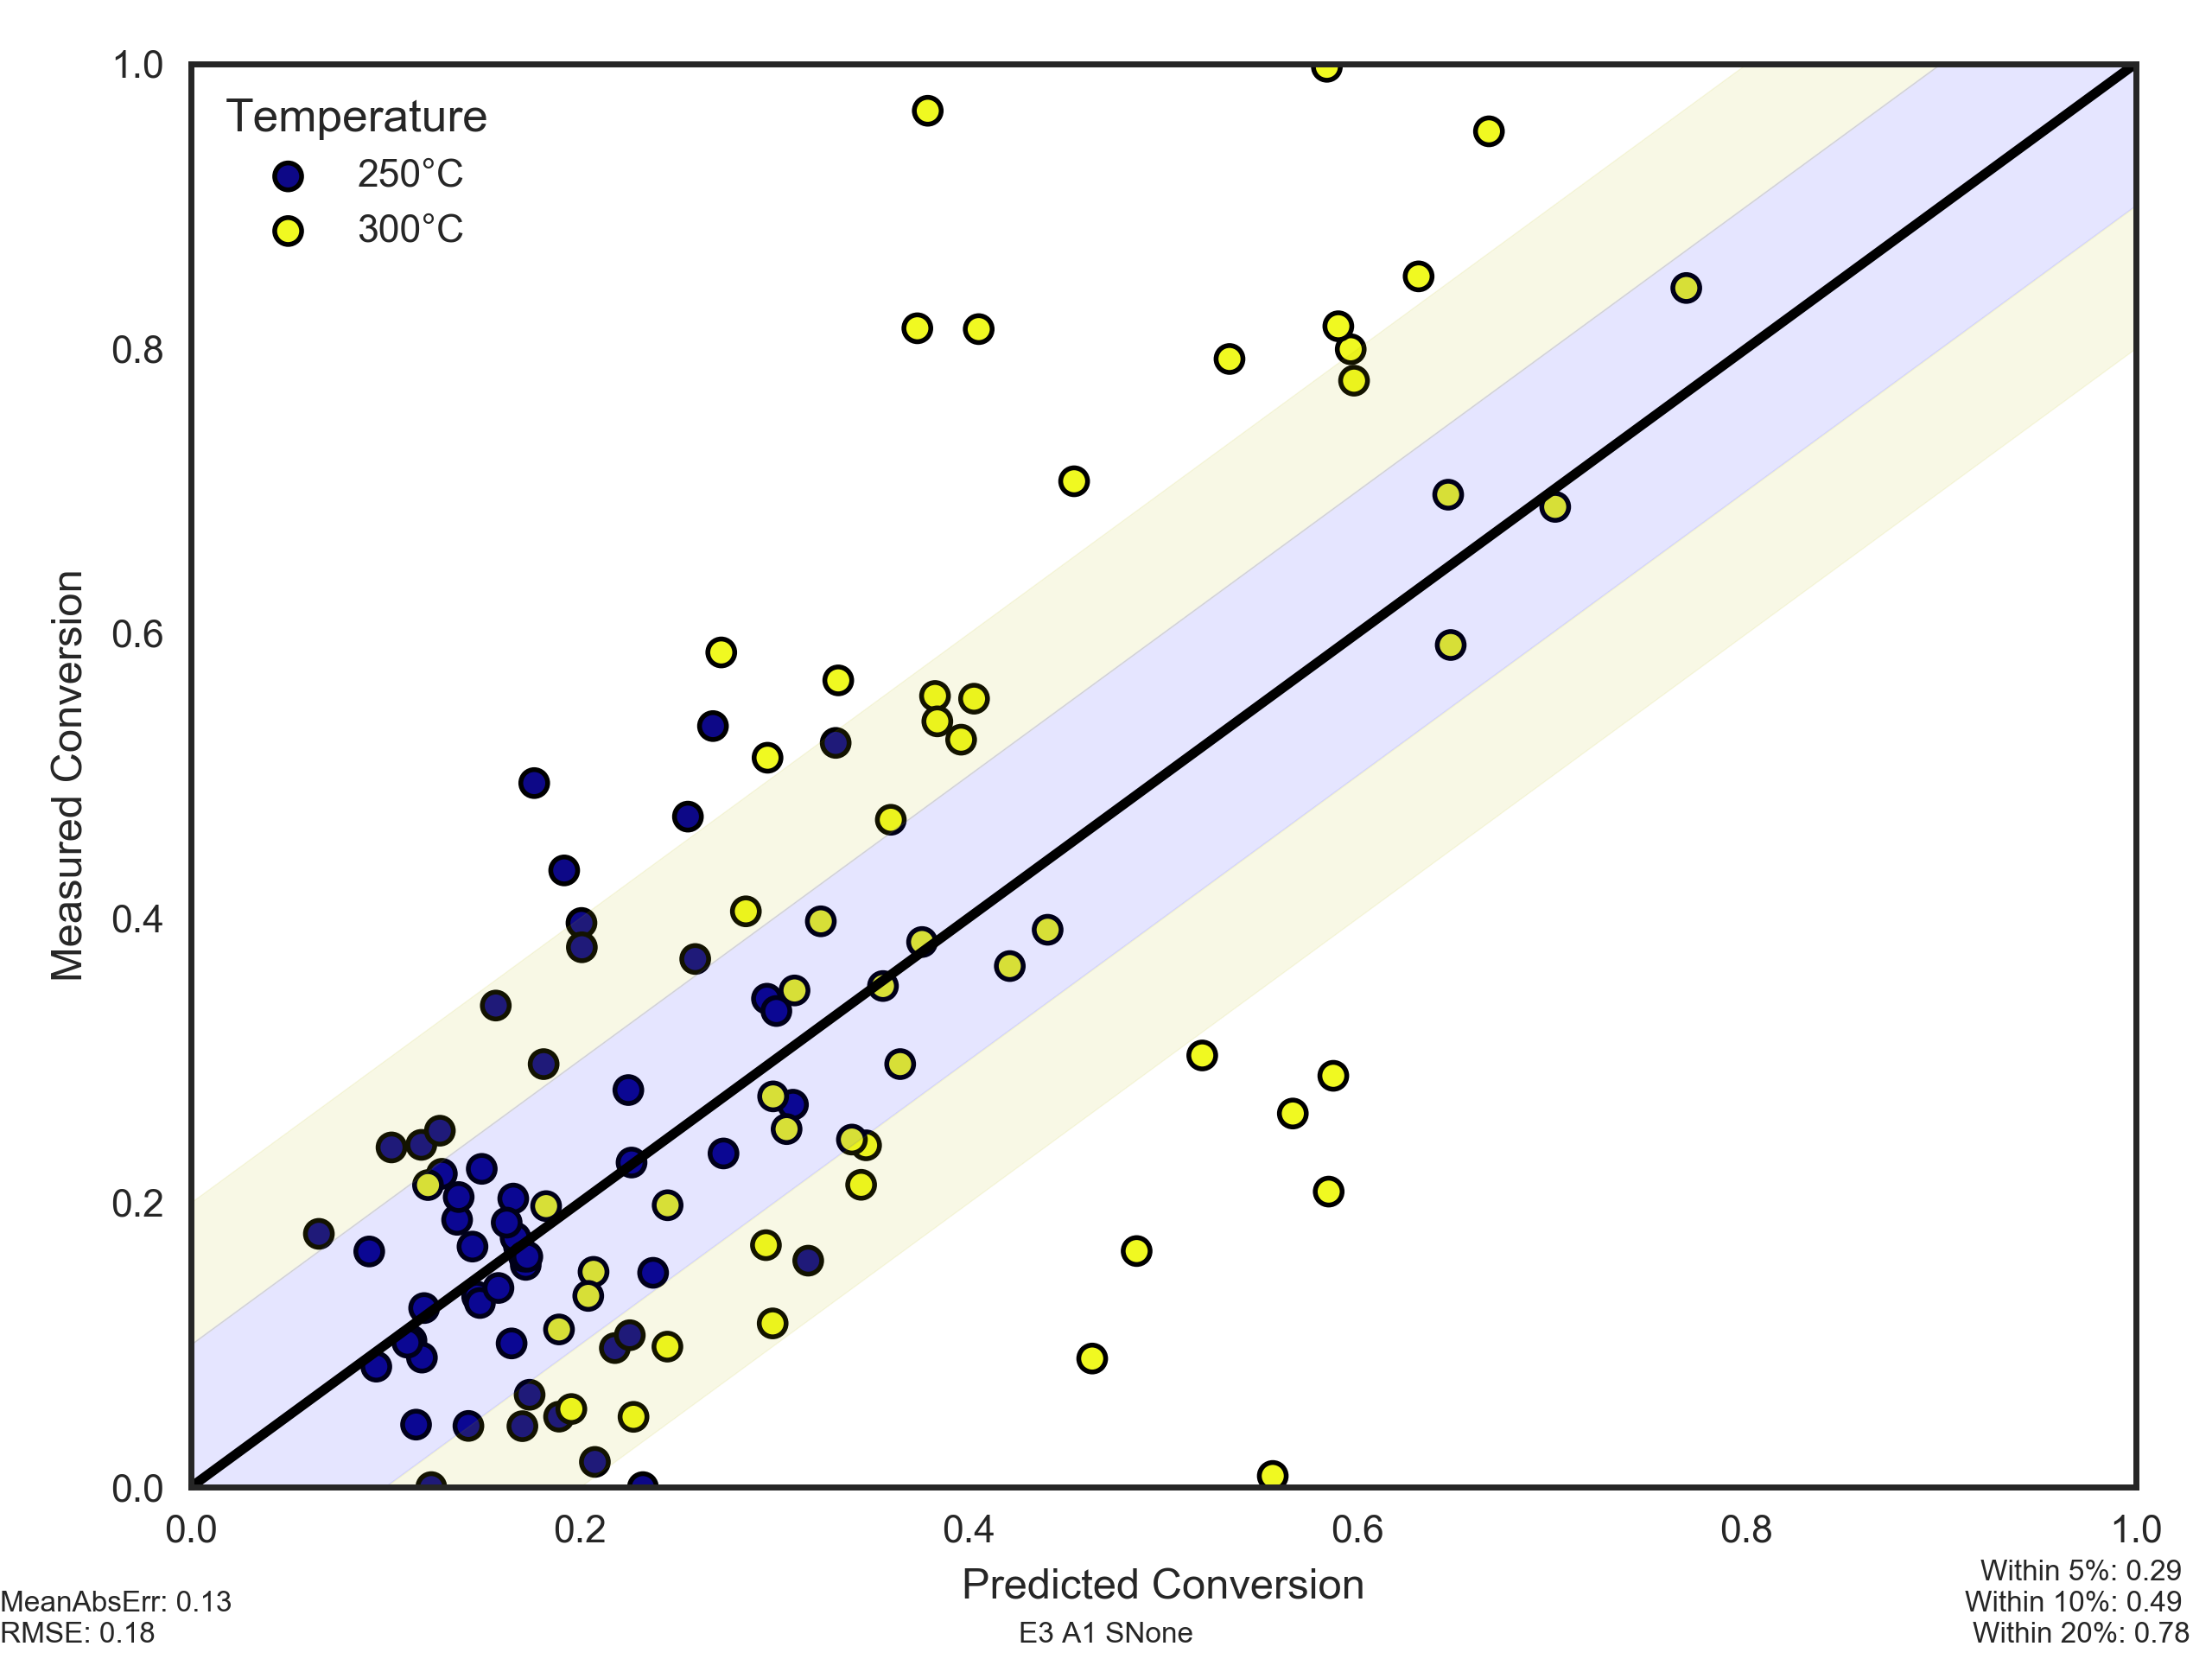 1.0
0.8
0.6
0.4
0.2
0.0
Measured Conversion
Temperature
250°C
300°C
0.0 0.2 0.4 0.6 0.8 1.0
Predicted Conversion
E3 A1 SNone
MeanAbsErr: 0.13
RMSE: 0.18
Within 5%: 0.29
Within 10%: 0.49
Within 20%: 0.78